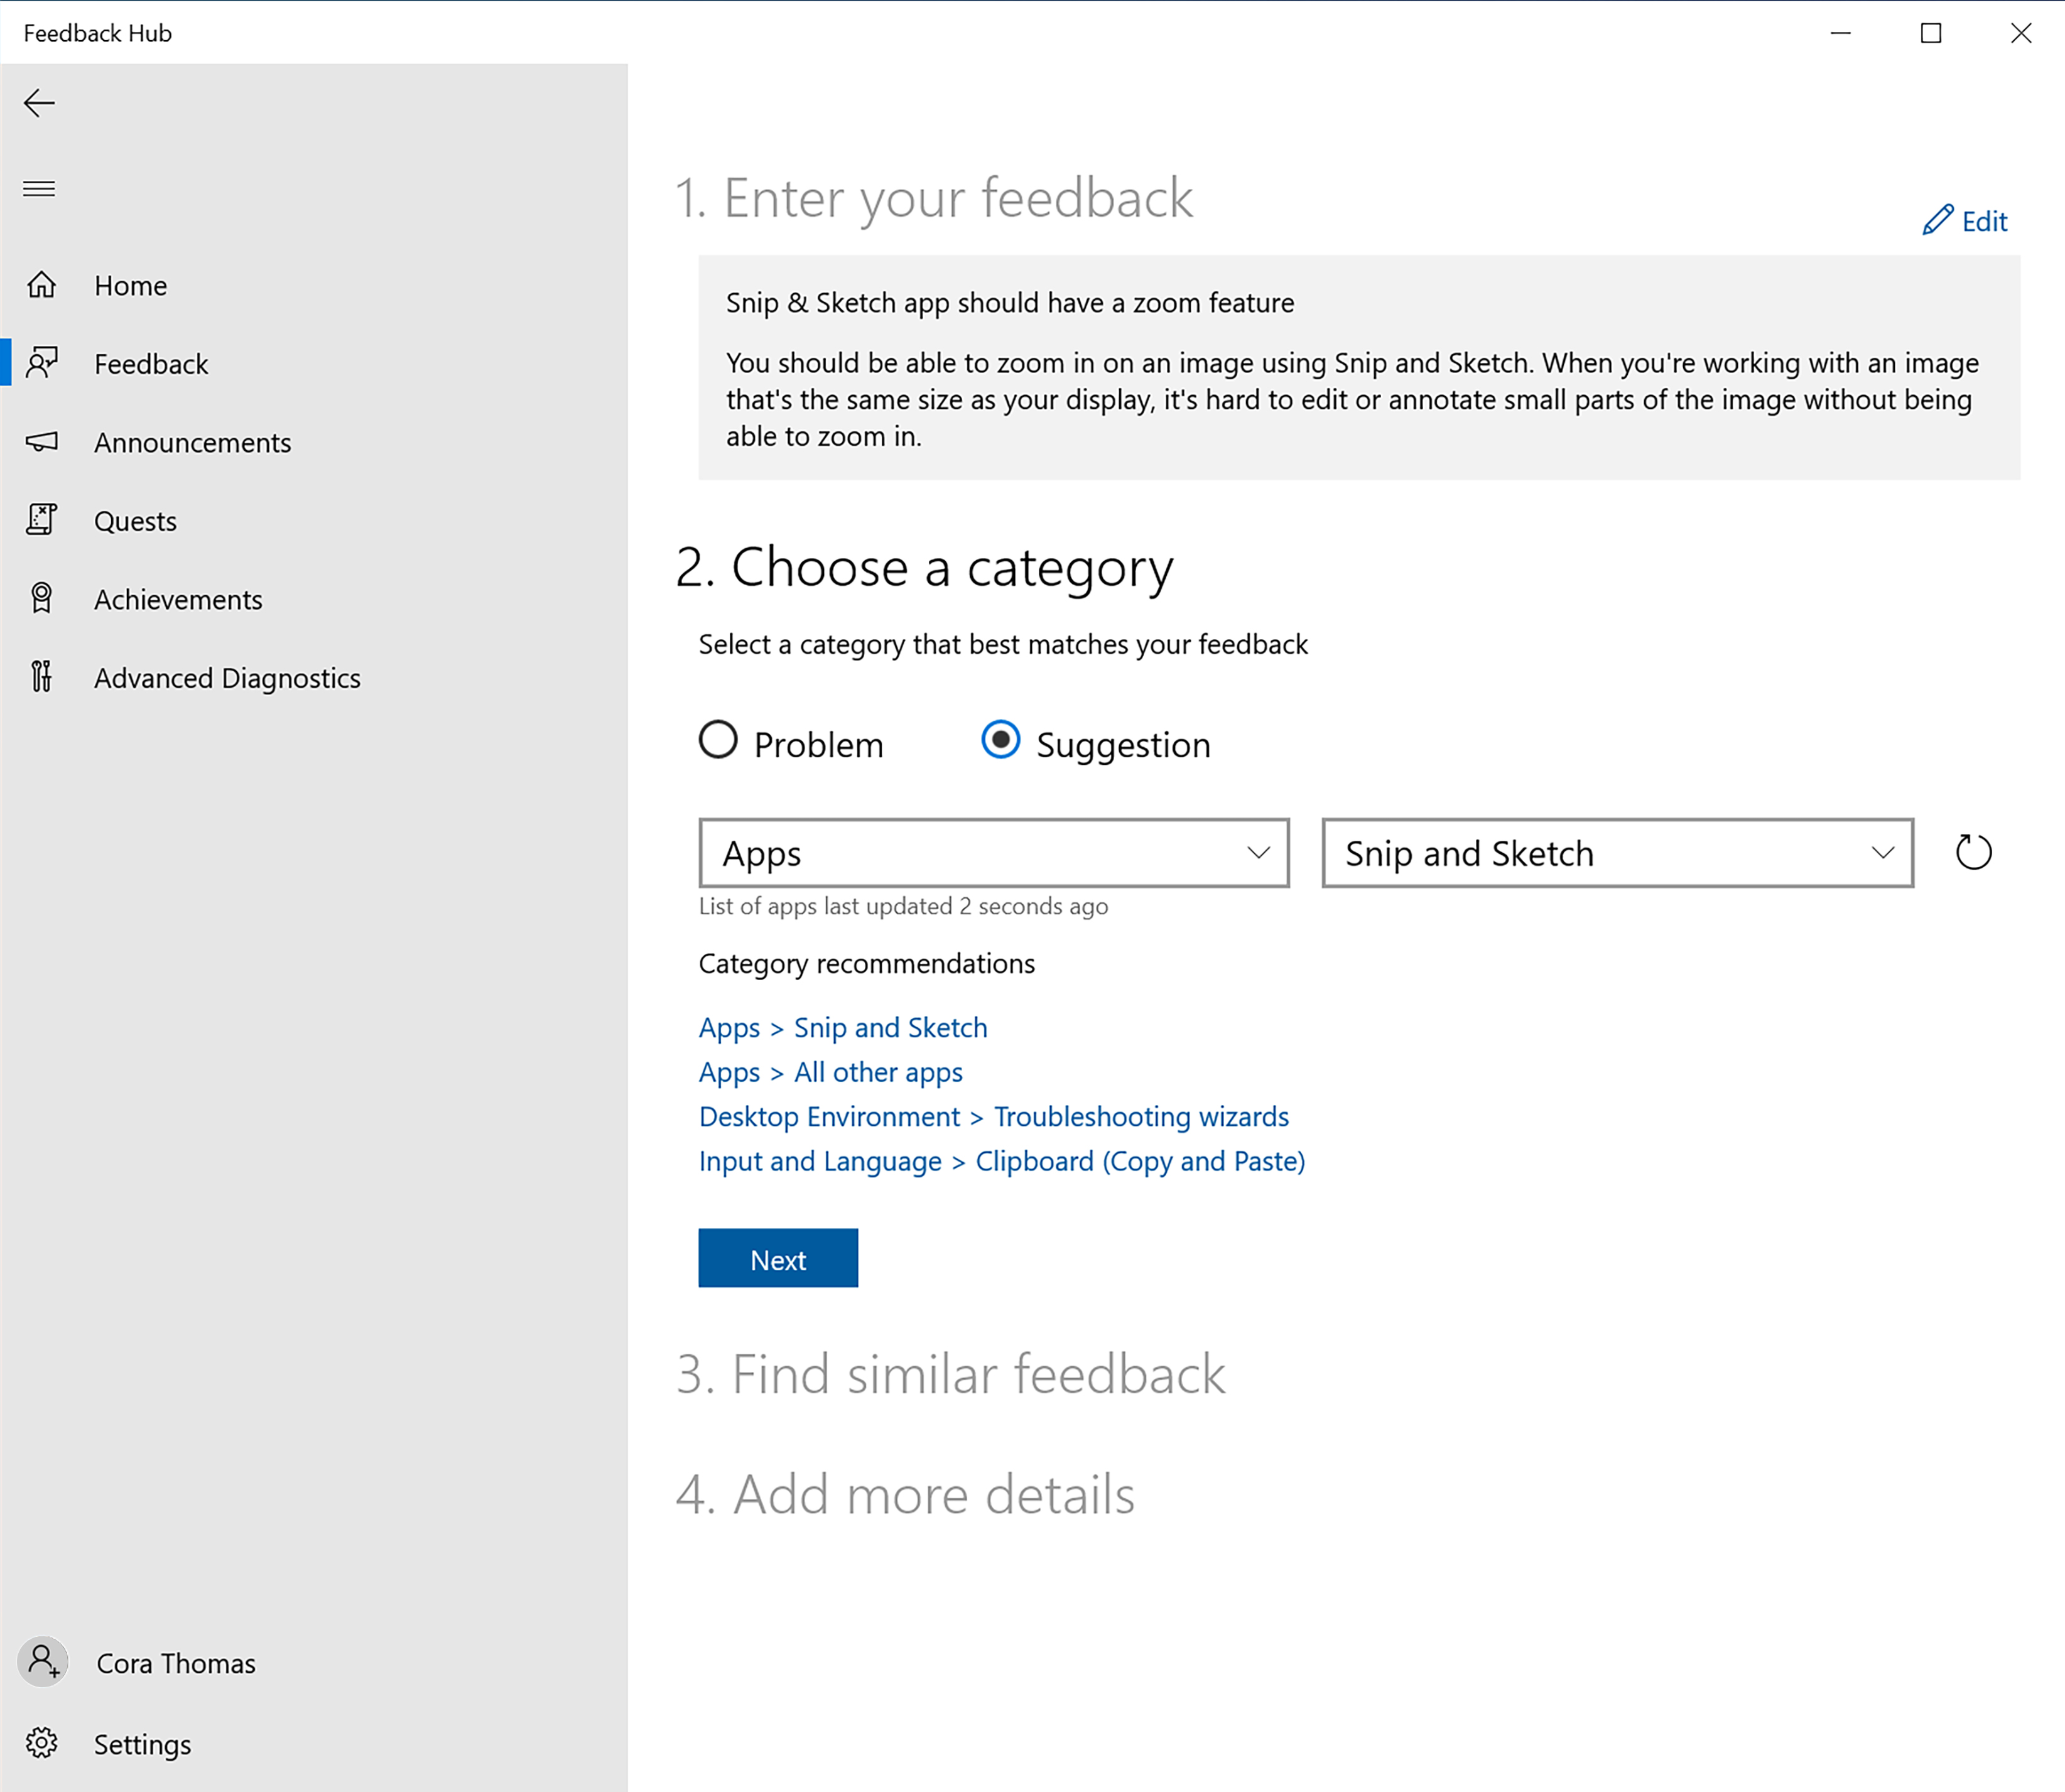 Feedback Hub
Home
Feedback
Announcements
Quests
Achievements
Advanced Diagnostics
Cora Thomas
Settings
1. Enter your feedback
Edit
Snip & Sketch app should have a zoom feature
You should be able to zoom in on an image using Snip and Sketch. When you're working with an image
that's the same size as your display, it's hard to edit or annotate small parts of the image without being
able to zoom in.
2. Choose a category
Select a category that best matches your feedback
Problem Suggestion
Apps Snip and Sketch
List of apps last updated 2 seconds ago
Category recommendations
Apps > Snip and Sketch
Apps > All other apps
Desktop Environment > Troubleshooting wizards
Input and Language > Clipboard (Copy and Paste)
Next
3. Find similar feedback
4. Add more details